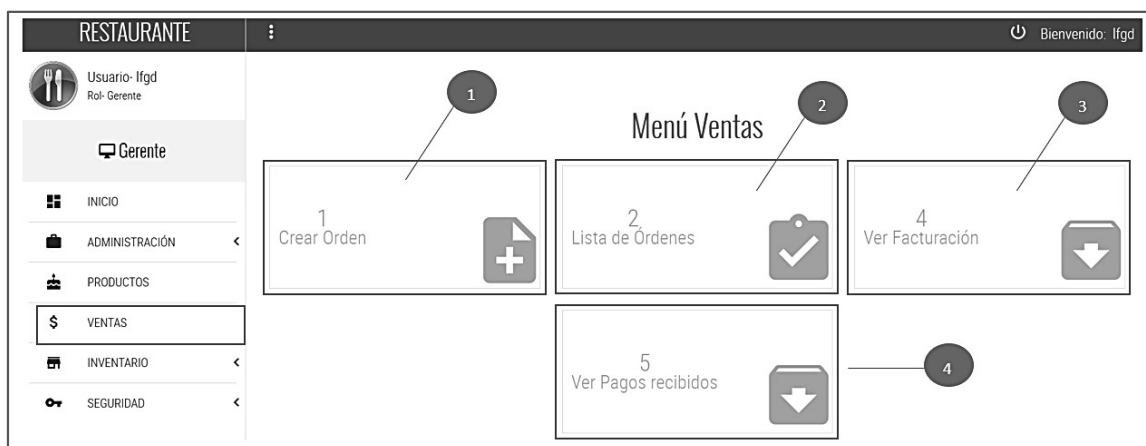 RESTAURANTE
Bienvenido: lfgd
Usuario- lfgd
Rol- Gerente
Gerente
INICIO
ADMINISTRACIÓN
PRODUCTOS
$ VENTAS
INVENTARIO
SEGURIDAD
Menú Ventas
1
1
Crear Orden
2
2
Lista de Órdenes
3
4
Ver Facturación
4
5
Ver Pagos recibidos